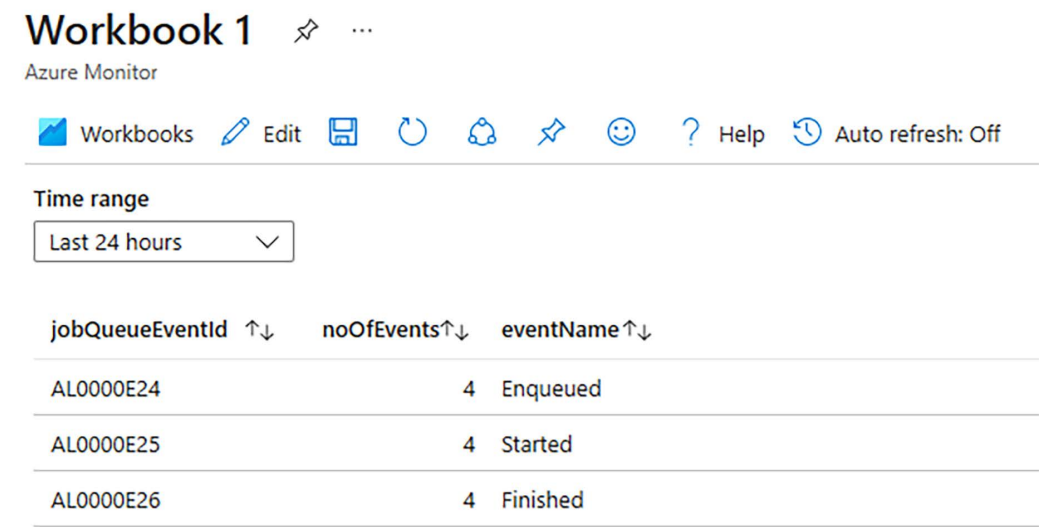 Workbook 1
Azure Monitor
Workbooks Edit Help Auto refresh: Off
Time range
Last 24 hours
jobQueueEventId noOfEvents eventName
AL0000E24 4 Enqueued
AL0000E25 4 Started
AL0000E26 4 Finished